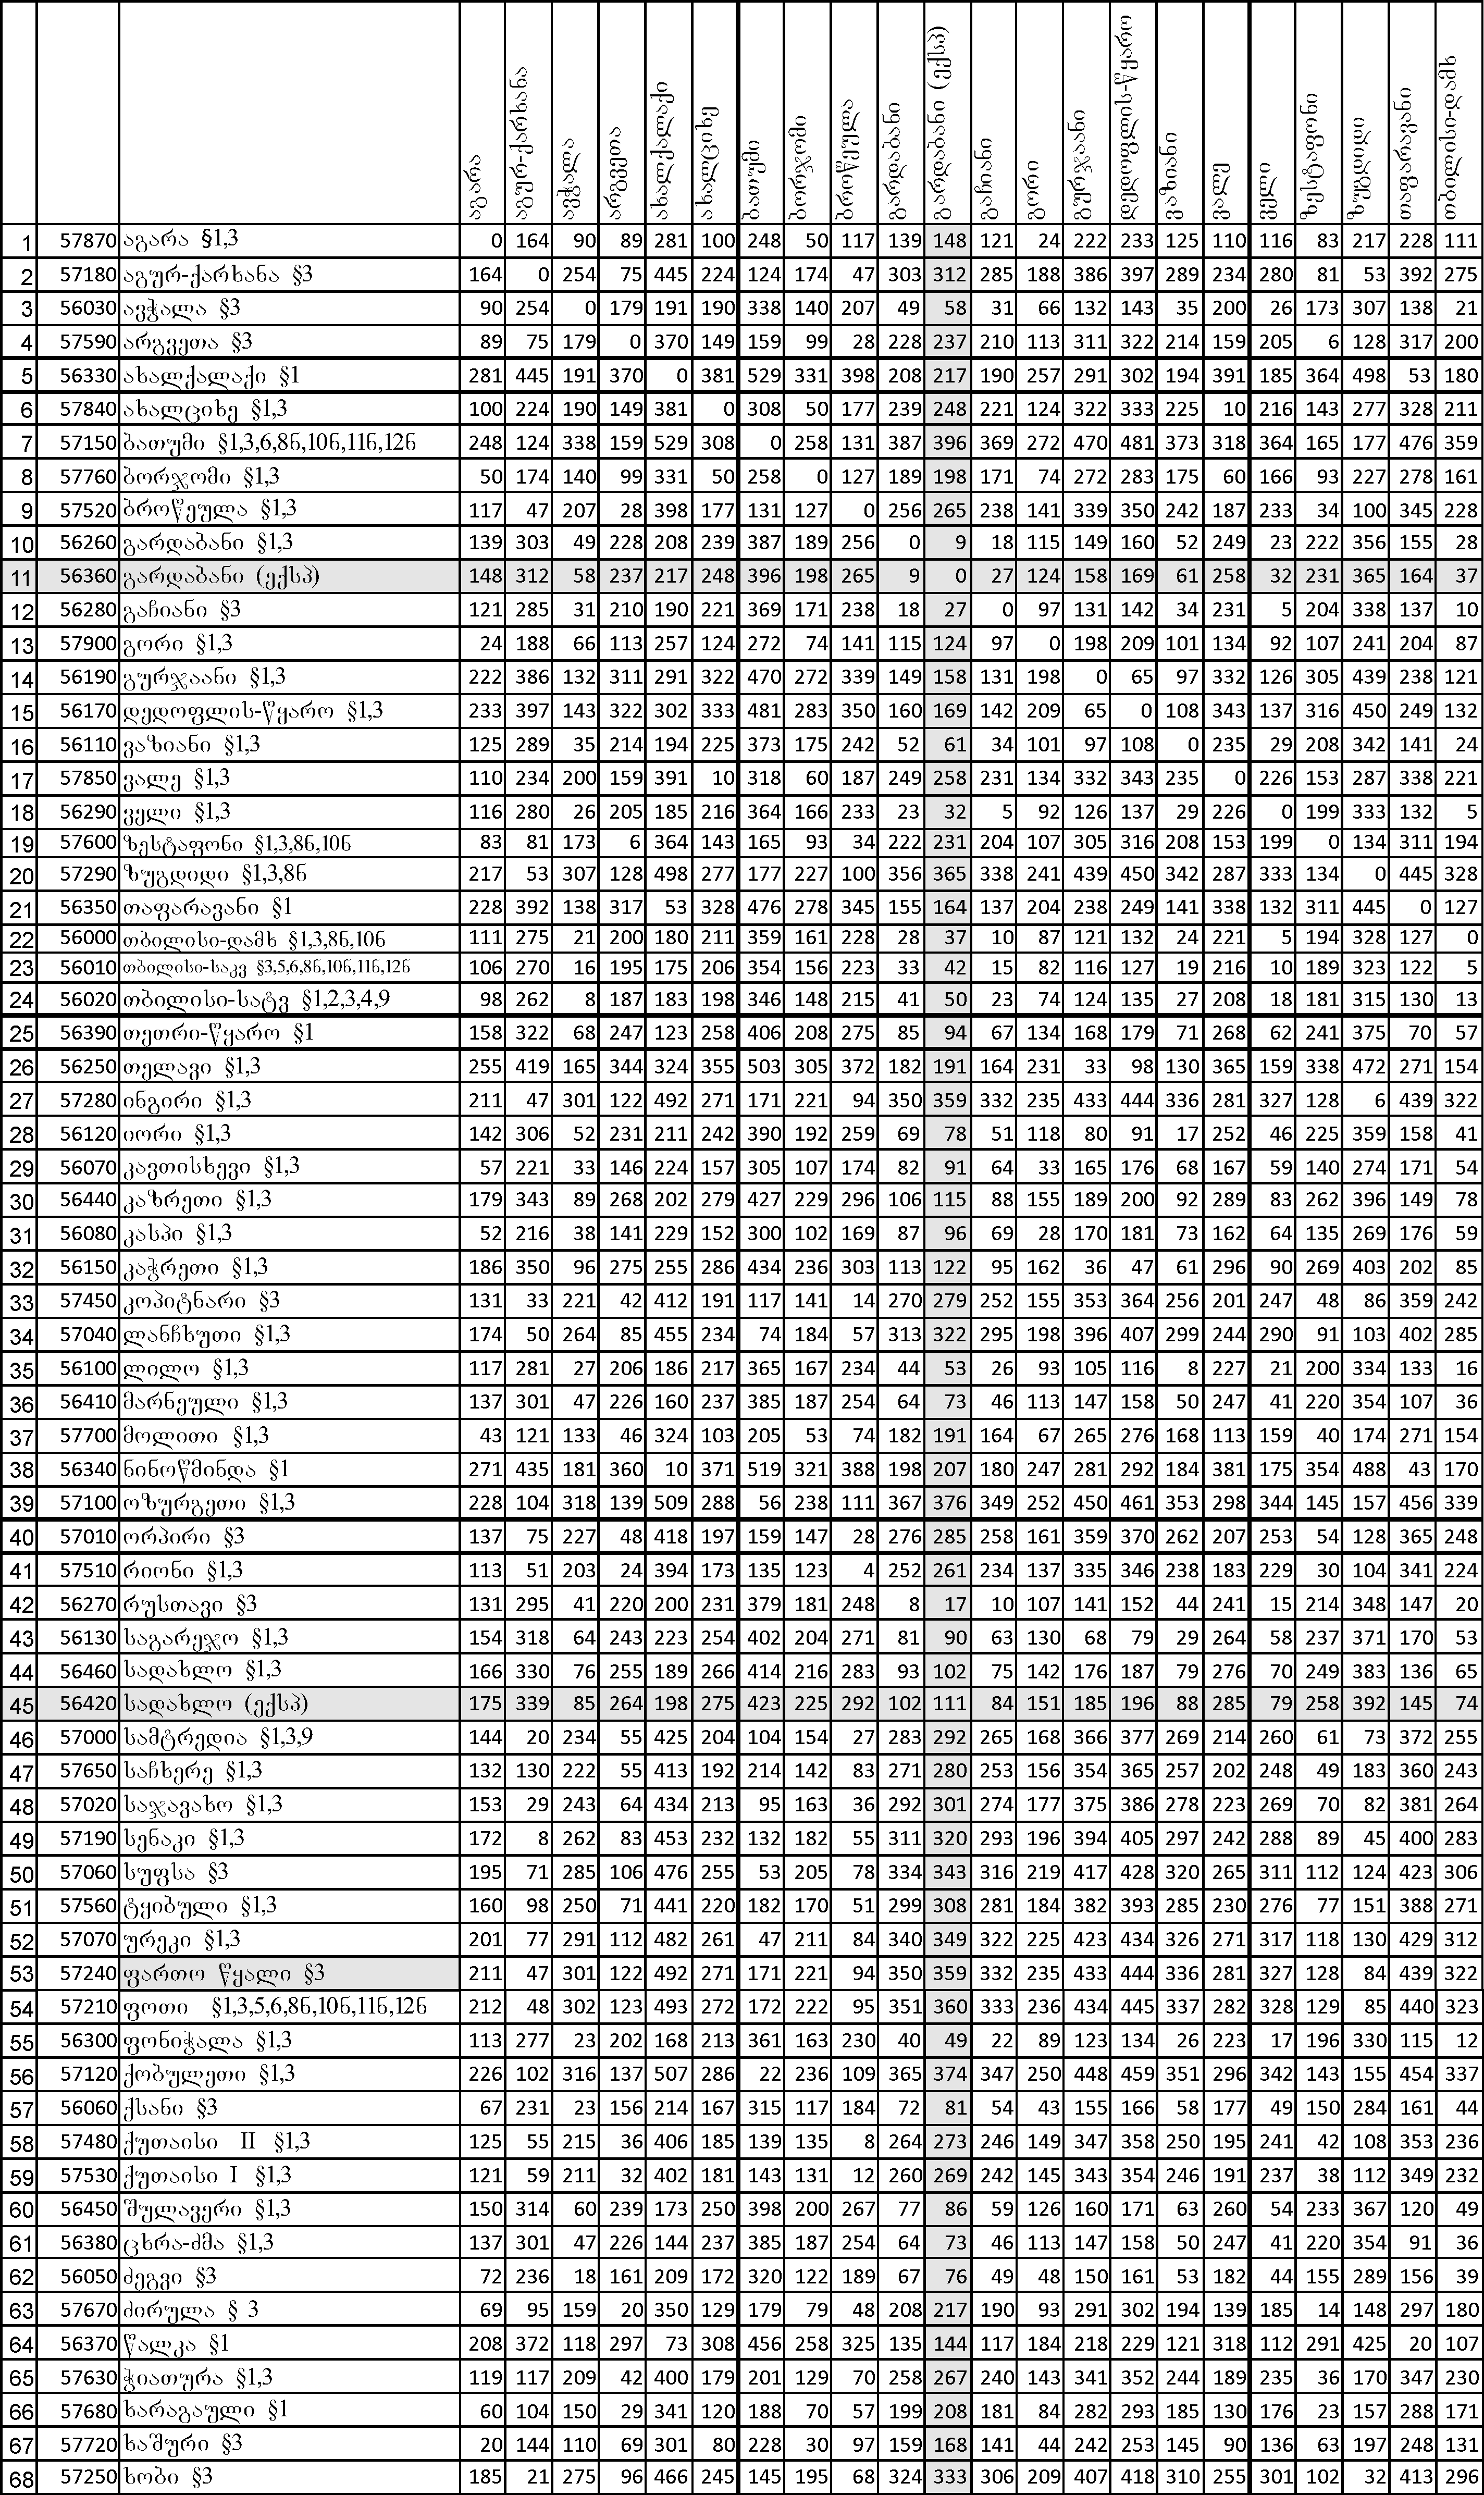 აგარა აგურ-ქარხანა ავჭალა არგვეთა ახალქალაქი ახალციხე ბათუმი ბორჯომი ბროწეულა გარდაბანი გარდაბანი (ექსპ) გაჩიანი გორი გურჯაანი დედოფლის-წყარო ვაზიანი ვალე ველი ზესტაფონი ზუგდიდი თაფარავანი თბილისი-დამხ
1 57870 აგარა §1,3 0 164 90 89 281 100 248 50 117 139 148 121 24 222 233 125 110 116 83 217 228 111
2 57180 აგურ-ქარხანა §3 164 0 254 75 445 224 124 174 47 303 312 285 188 386 397 289 234 280 81 53 392 275
3 56030 ავჭალა §3 90 254 0 179 191 190 338 140 207 49 58 31 66 132 143 35 200 26 173 307 138 21
4 57590 არგვეთა §3 89 75 179 0 370 149 159 99 28 228 237 210 113 311 322 214 159 205 6 128 317 200
5 56330 ახალქალაქი §1 281 445 191 370 0 381 529 331 398 208 217 190 257 291 302 194 391 185 364 498 53 180
6 57840 ახალციხე §1,3 100 224 190 149 381 0 308 50 177 239 248 221 124 322 333 225 10 216 143 277 328 211
7 57150 ბათუმი §1,3,6,8ნ,10ნ,11ნ,12ნ 248 124 338 159 529 308 0 258 131 387 396 369 272 470 481 373 318 364 165 177 476 359
8 57760 ბორჯომი §1,3 50 174 140 99 331 50 258 0 127 189 198 171 74 272 283 175 60 166 93 227 278 161
9 57520 ბროწეულა §1,3 117 47 207 28 398 177 131 127 0 256 265 238 141 339 350 242 187 233 34 100 345 228
10 56260 გარდაბანი §1,3 139 303 49 228 208 239 387 189 256 0 9 18 115 149 160 52 249 23 222 356 155 28
11 56360 გარდაბანი (ექსპ) 148 312 58 237 217 248 396 198 265 9 0 27 124 158 169 61 258 32 231 365 164 37
12 56280 გაჩიანი §3 121 285 31 210 190 221 369 171 238 18 27 0 97 131 142 34 231 5 204 338 137 10
13 57900 გორი §1,3 24 188 66 113 257 124 272 74 141 115 124 97 0 198 209 101 134 92 107 241 204 87
14 56190 გურჯაანი §1,3 222 386 132 311 291 322 470 272 339 149 158 131 198 0 65 97 332 126 305 439 238 121
15 56170 დედოფლის-წყარო §1,3 233 397 143 322 302 333 481 283 350 160 169 142 209 65 0 108 343 137 316 450 249 132
16 56110 ვაზიანი §1,3 125 289 35 214 194 225 373 175 242 52 61 34 101 97 108 0 235 29 208 342 141 24
17 57850 ვალე §1,3 110 234 200 159 391 10 318 60 187 249 258 231 134 332 343 235 0 226 153 287 338 221
18 56290 ველი §1,3 116 280 26 205 185 216 364 166 233 23 32 5 92 126 137 29 226 0 199 333 132 5
19 57600 ზესტაფონი §1,3,8ნ,10ნ 83 81 173 6 364 143 165 93 34 222 231 204 107 305 316 208 153 199 0 134 311 194
20 57290 ზუგდიდი §1,3,8ნ 217 53 307 128 498 277 177 227 100 356 365 338 241 439 450 342 287 333 134 0 445 328
21 56350 თაფარავანი §1 228 392 138 317 53 328 476 278 345 155 164 137 204 238 249 141 338 132 311 445 0 127
22 56000 თბილისი-დამხ §1,3,8ნ,10ნ 111 275 21 200 180 211 359 161 228 28 37 10 87 121 132 24 221 5 194 328 127 0
23 56010 თბილისი-საკვ §3,5,6,8ნ,10ნ,11ნ,12ნ 106 270 16 195 175 206 354 156 223 33 42 15 82 116 127 19 216 10 189 323 122 5
24 56020 თბილისი-სატვ §1,2,3,4,9 98 262 8 187 183 198 346 148 215 41 50 23 74 124 135 27 208 18 181 315 130 13
25 56390 თეთრი-წყარო §1 158 322 68 247 123 258 406 208 275 85 94 67 134 168 179 71 268 62 241 375 70 57
26 56250 თელავი §1,3 255 419 165 344 324 355 503 305 372 182 191 164 231 33 98 130 365 159 338 472 271 154
27 57280 ინგირი §1,3 211 47 301 122 492 271 171 221 94 350 359 332 235 433 444 336 281 327 128 6 439 322
28 56120 იორი §1,3 142 306 52 231 211 242 390 192 259 69 78 51 118 80 91 17 252 46 225 359 158 41
29 56070 კავთისხევი §1,3 57 221 33 146 224 157 305 107 174 82 91 64 33 165 176 68 167 59 140 274 171 54
30 56440 კაზრეთი §1,3 179 343 89 268 202 279 427 229 296 106 115 88 155 189 200 92 289 83 262 396 149 78
31 56080 კასპი §1,3 52 216 38 141 229 152 300 102 169 87 96 69 28 170 181 73 162 64 135 269 176 59
32 56150 კაჭრეთი §1,3 186 350 96 275 255 286 434 236 303 113 122 95 162 36 47 61 296 90 269 403 202 85
33 57450 კოპიტნარი §3 131 33 221 42 412 191 117 141 14 270 279 252 155 353 364 256 201 247 48 86 359 242
34 57040 ლანჩხუთი §1,3 174 50 264 85 455 234 74 184 57 313 322 295 198 396 407 299 244 290 91 103 402 285
35 56100 ლილო §1,3 117 281 27 206 186 217 365 167 234 44 53 26 93 105 116 8 227 21 200 334 133 16
36 56410 მარნეული §1,3 137 301 47 226 160 237 385 187 254 64 73 46 113 147 158 50 247 41 220 354 107 36
37 57700 მოლითი §1,3 43 121 133 46 324 103 205 53 74 182 191 164 67 265 276 168 113 159 40 174 271 154
38 56340 ნინოწმინდა §1 271 435 181 360 10 371 519 321 388 198 207 180 247 281 292 184 381 175 354 488 43 170
39 57100 ოზურგეთი §1,3 228 104 318 139 509 288 56 238 111 367 376 349 252 450 461 353 298 344 145 157 456 339
40 57010 ორპირი §3 137 75 227 48 418 197 159 147 28 276 285 258 161 359 370 262 207 253 54 128 365 248
41 57510 რიონი §1,3 113 51 203 24 394 173 135 123 4 252 261 234 137 335 346 238 183 229 30 104 341 224
42 56270 რუსთავი §3 131 295 41 220 200 231 379 181 248 8 17 10 107 141 152 44 241 15 214 348 147 20
43 56130 საგარეჯო §1,3 154 318 64 243 223 254 402 204 271 81 90 63 130 68 79 29 264 58 237 371 170 53
44 56460 სადახლო §1,3 166 330 76 255 189 266 414 216 283 93 102 75 142 176 187 79 276 70 249 383 136 65
45 56420 სადახლო (ექსპ) 175 339 85 264 198 275 423 225 292 102 111 84 151 185 196 88 285 79 258 392 145 74
46 57000 სამტრედია §1,3,9 144 20 234 55 425 204 104 154 27 283 292 265 168 366 377 269 214 260 61 73 372 255
47 57650 საჩხერე §1,3 132 130 222 55 413 192 214 142 83 271 280 253 156 354 365 257 202 248 49 183 360 243
48 57020 საჯავახო §1,3 153 29 243 64 434 213 95 163 36 292 301 274 177 375 386 278 223 269 70 82 381 264
49 57190 სენაკი §1,3 172 8 262 83 453 232 132 182 55 311 320 293 196 394 405 297 242 288 89 45 400 283
50 57060 სუფსა §3 195 71 285 106 476 255 53 205 78 334 343 316 219 417 428 320 265 311 112 124 423 306
51 57560 ტყიბული §1,3 160 98 250 71 441 220 182 170 51 299 308 281 184 382 393 285 230 276 77 151 388 271
52 57070 ურეკი §1,3 201 77 291 112 482 261 47 211 84 340 349 322 225 423 434 326 271 317 118 130 429 312
53 57240 ფართო წყალი §3 211 47 301 122 492 271 171 221 94 350 359 332 235 433 444 336 281 327 128 84 439 322
54 57210 ფოთი §1,3,5,6,8ნ,10ნ,11ნ,12ნ 212 48 302 123 493 272 172 222 95 351 360 333 236 434 445 337 282 328 129 85 440 323
55 56300 ფონიჭალა §1,3 113 277 23 202 168 213 361 163 230 40 49 22 89 123 134 26 223 17 196 330 115 12
56 57120 ქობულეთი §1,3 226 102 316 137 507 286 22 236 109 365 374 347 250 448 459 351 296 342 143 155 454 337
57 56060 ქსანი §3 67 231 23 156 214 167 315 117 184 72 81 54 43 155 166 58 177 49 150 284 161 44
58 57480 ქუთაისი II §1,3 125 55 215 36 406 185 139 135 8 264 273 246 149 347 358 250 195 241 42 108 353 236
59 57530 ქუთაისი I §1,3 121 59 211 32 402 181 143 131 12 260 269 242 145 343 354 246 191 237 38 112 349 232
60 56450 შულავერი §1,3 150 314 60 239 173 250 398 200 267 77 86 59 126 160 171 63 260 54 233 367 120 49
61 56380 ცხრა-ძმა §1,3 137 301 47 226 144 237 385 187 254 64 73 46 113 147 158 50 247 41 220 354 91 36
62 56050 ძეგვი §3 72 236 18 161 209 172 320 122 189 67 76 49 48 150 161 53 182 44 155 289 156 39
63 57670 ძირულა § 3 69 95 159 20 350 129 179 79 48 208 217 190 93 291 302 194 139 185 14 148 297 180
64 56370 წალკა §1 208 372 118 297 73 308 456 258 325 135 144 117 184 218 229 121 318 112 291 425 20 107
65 57630 ჭიათურა §1,3 119 117 209 42 400 179 201 129 70 258 267 240 143 341 352 244 189 235 36 170 347 230
66 57680 ხარაგაული §1 60 104 150 29 341 120 188 70 57 199 208 181 84 282 293 185 130 176 23 157 288 171
67 57720 ხაშური §3 20 144 110 69 301 80 228 30 97 159 168 141 44 242 253 145 90 136 63 197 248 131
68 57250 ხობი §3 185 21 275 96 466 245 145 195 68 324 333 306 209 407 418 310 255 301 102 32 413 296